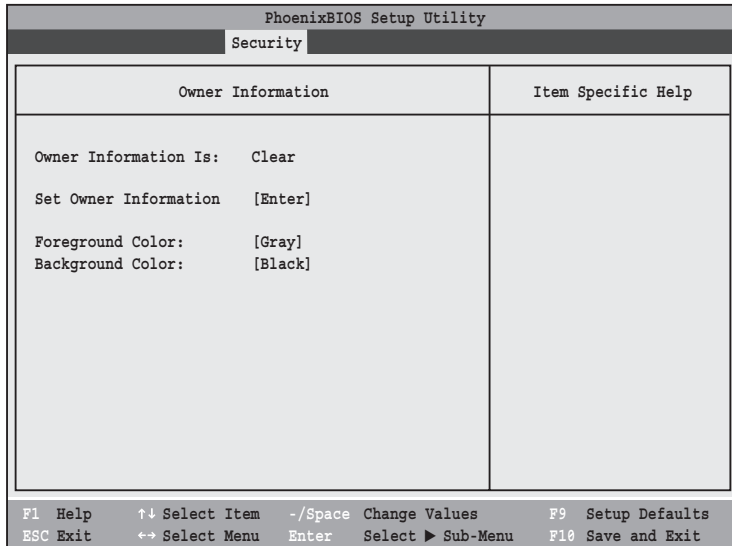 PhoenixBIOS Setup Utility
Security
Owner Information
Item Specific Help
Owner Information Is: Clear
Set Owner Information [Enter]
Foreground Color: [Gray]
Background Color: [Black]
F1 Help ↑↓ Select Item -/Space Change Values F9 Setup Defaults
ESC Exit ←→ Select Menu Enter Select ▶ Sub-Menu F10 Save and Exit